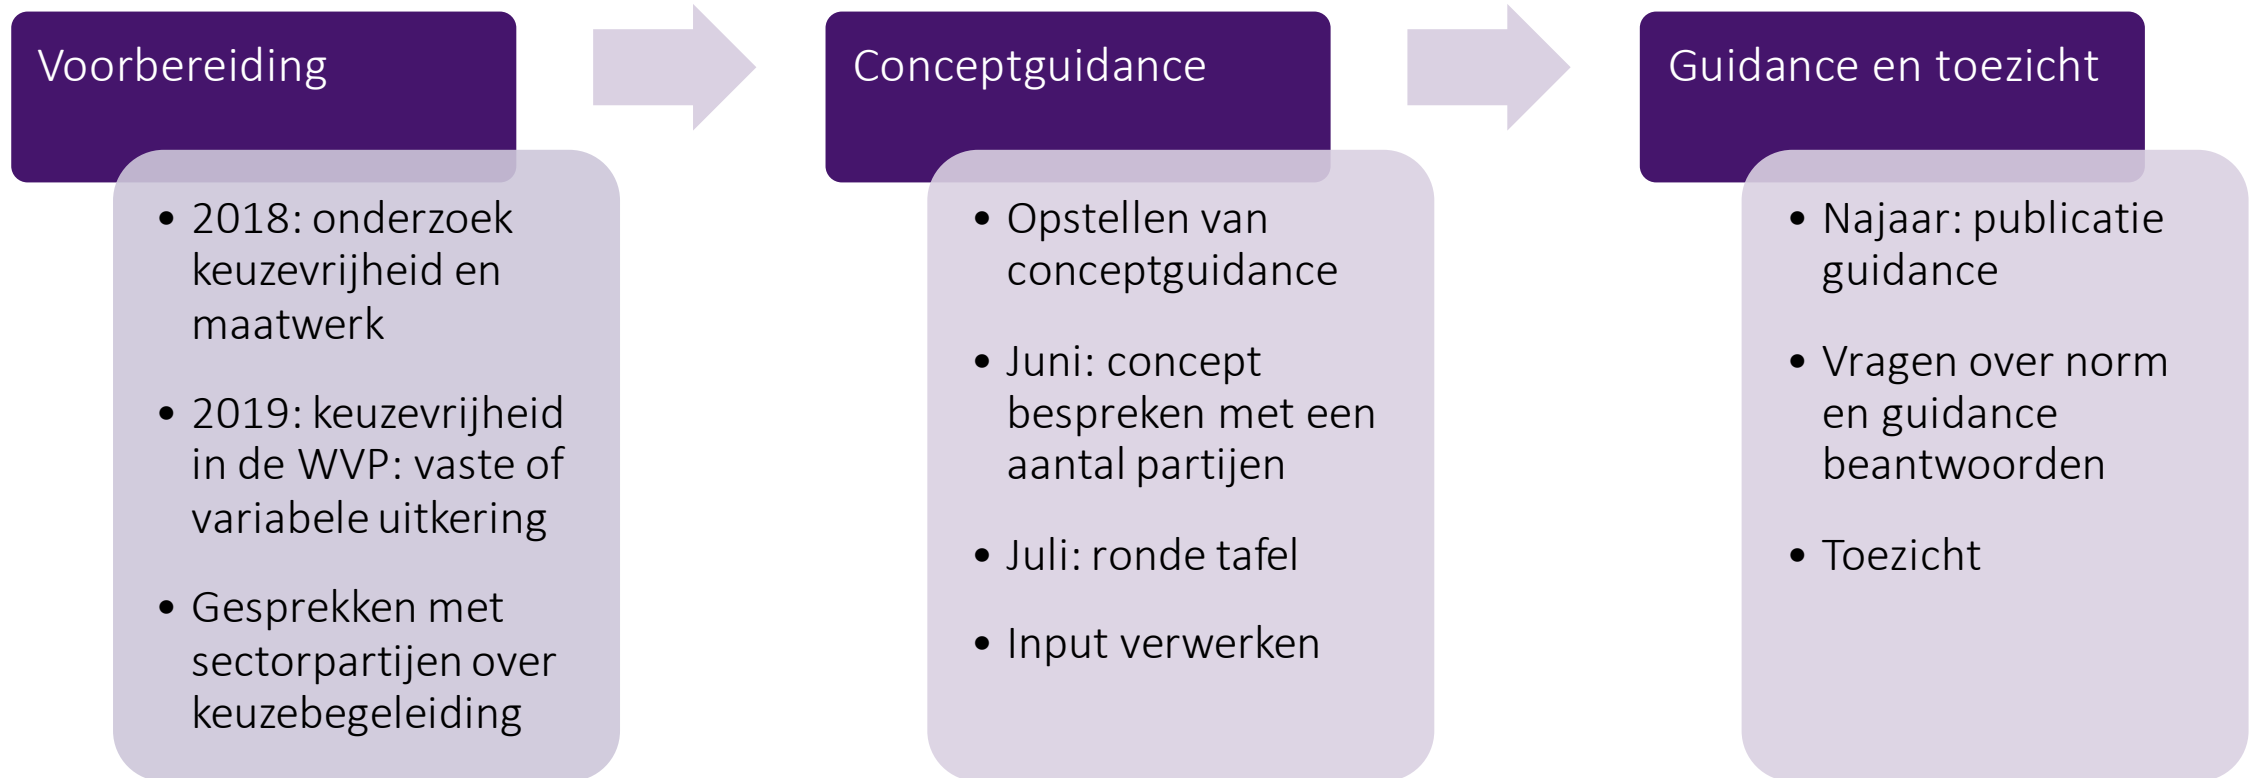 Voorbereiding
• 2018: onderzoek
keuzevrijheid en
maatwerk
• 2019: keuzevrijheid
in de WVP: vaste of
variabele uitkering
• Gesprekken met
sectorpartijen over
keuzebegeleiding
Conceptguidance
• Opstellen van
conceptguidance
• Juni: concept
bespreken met een
aantal partijen
• Juli: ronde tafel
• Input verwerken
Guidance en toezicht
• Najaar: publicatie
guidance
• Vragen over norm
en guidance
beantwoorden
• Toezicht